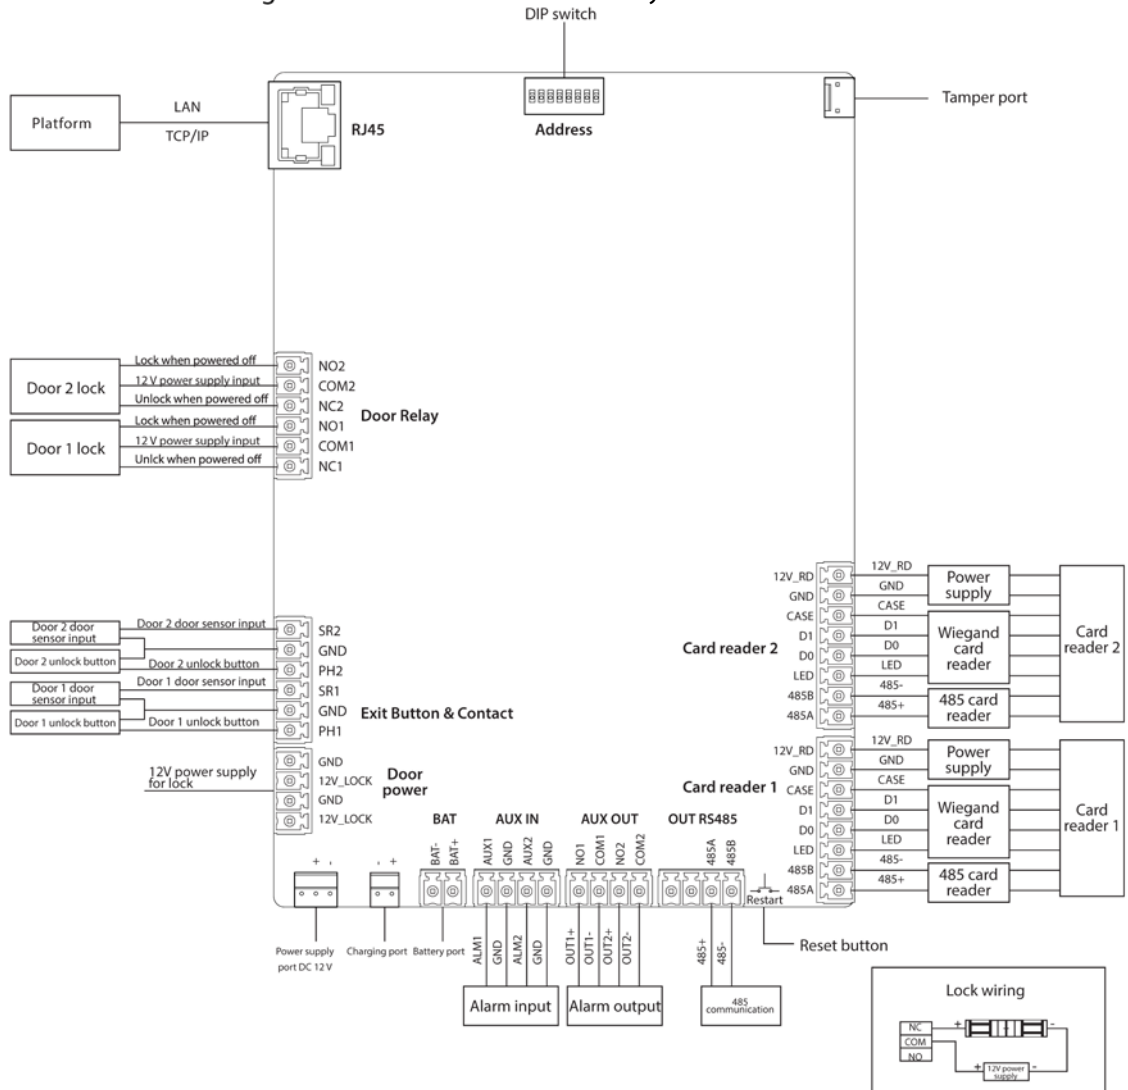 DIP switch
Platform
LAN
TCP/IP
RJ45
Address
Tamper port
Door 2 lock
Lock when powered off
12 V power supply input
Unlock when powered off
Door 1 lock
Lock when powered off
12 V power supply input
Unlck when powered off
NO2
COM2
NC2
NO1
COM1
NC1
Door Relay
Door 2 door
sensor input
Door 2 unlock button
Door 1 door
sensor input
Door 1 unlock button
Door 2 door sensor input
Door 2 unlock button
Door 1 door sensor input
Door 1 unlock button
SR2
GND
PH2
SR1
GND
PH1
Exit Button & Contact
12V power supply
for lock
GND
12V_LOCK
GND
12V_LOCK
Door
power
Card reader 2
12V_RD
GND
CASE
D1
D0
LED
485B
485A
12V_RD
GND
CASE
D1
D0
LED
485-
485+
Power
supply
Wiegand
card
reader
485 card
reader
Card
reader 2
Card reader 1
12V_RD
GND
CASE
D1
D0
LED
485B
485A
12V_RD
GND
CASE
D1
D0
LED
485-
485+
Power
supply
Wiegand
card
reader
485 card
reader
Card
reader 1
BAT
AUX IN
AUX OUT
OUT RS485
BAT-
BAT+
AUX1
GND
AUX2
GND
NO1
COM1
NO2
COM2
485A
485B
+ -
- +
Restart
Reset button
Power supply
port DC 12 V
Charging port
Battery port
ALM1
GND
ALM2
GND
OUT1+
OUT1-
OUT2+
OUT2-
485+
485-
Alarm input
Alarm output
485
communication
Lock wiring
NC
COM
NO
+ -
+ -
12V power
supply